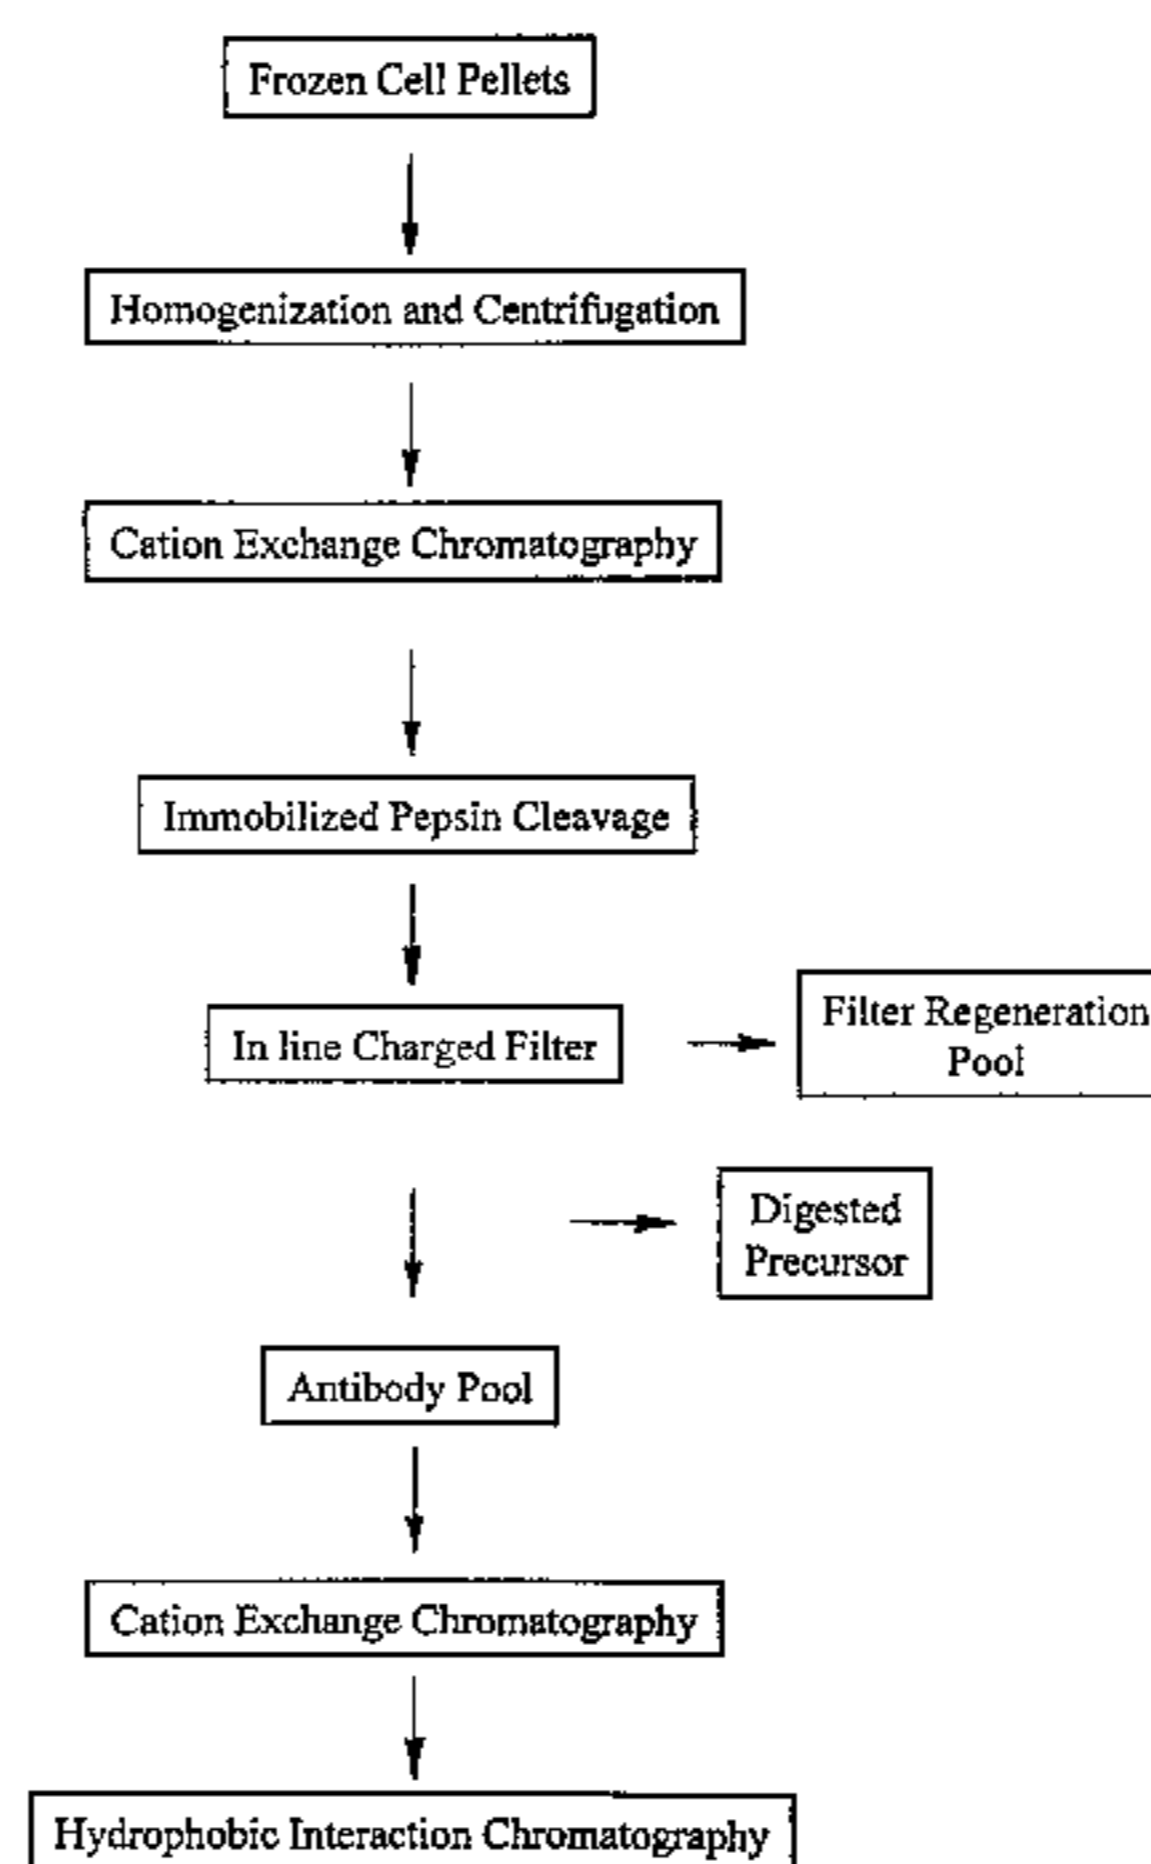 Frozen Cell Pellets
Homogenization and Centrifugation
Cation Exchange Chromatography
Immobilized Pepsin Cleavage
In line Charged Filter
Filter Regeneration
Pool
Digested
Precursor
Antibody Pool
Cation Exchange Chromatography
Hydrophobic Interaction Chromatography